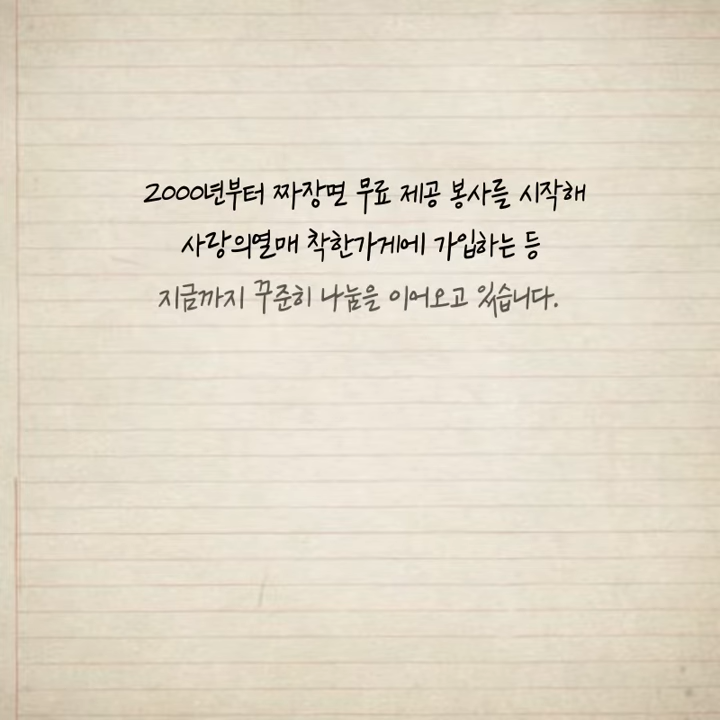 2000년부터 짜장면 무료 제공 봉사를 시작해
사랑의열매 착한가게에 가입하는 등
지금까지 꾸준히 나눔을 이어오고 있습니다.